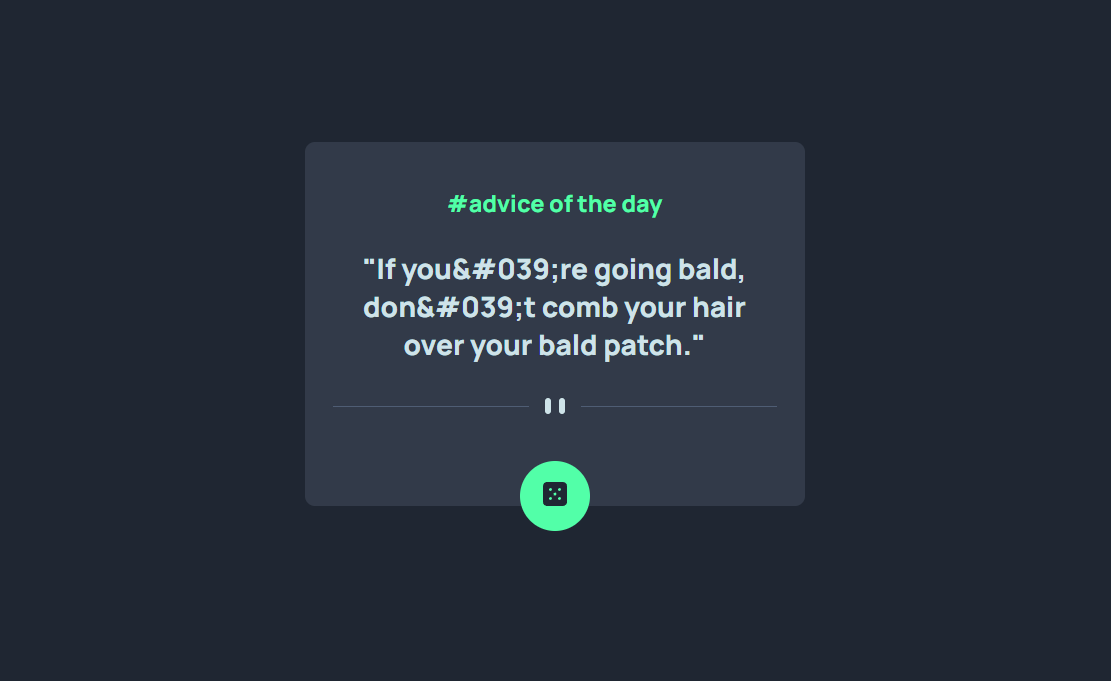 #advice of the day
"If you&#039;re going bald,
don&#039;t comb your hair
over your bald patch."